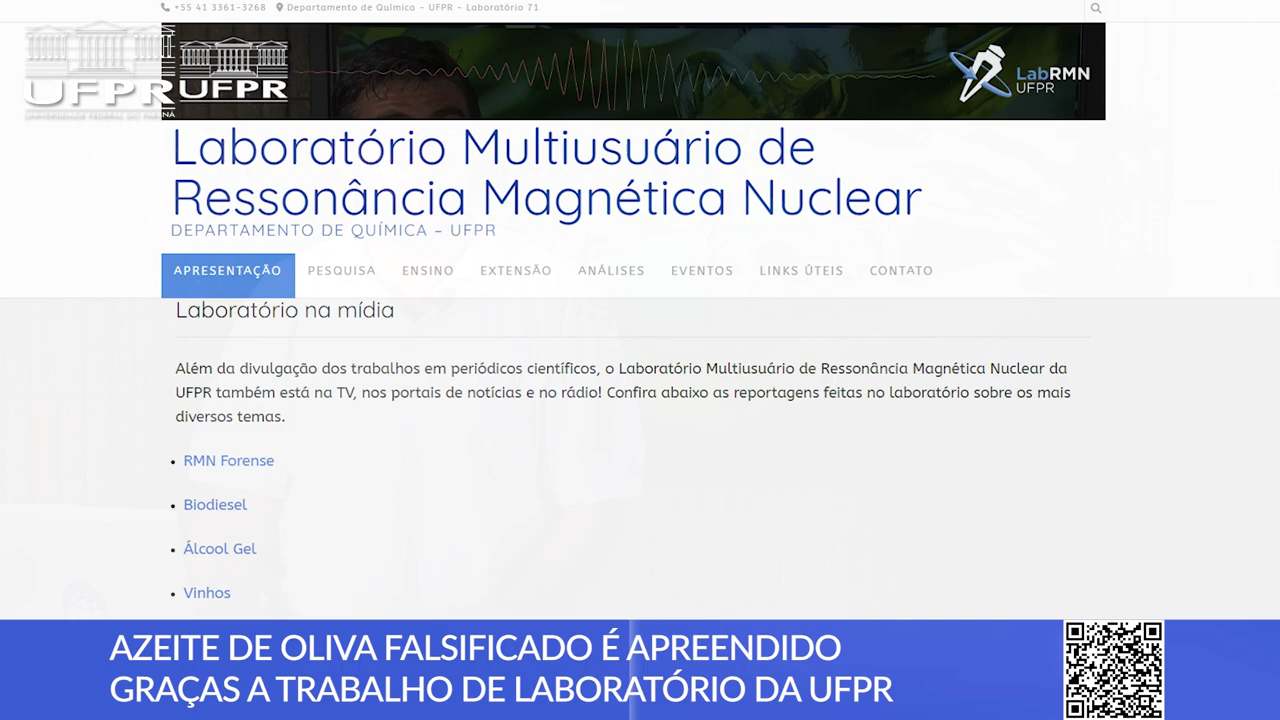 +55 41 3361-3268 Departamento de Química – UFPR – Laboratório 71
UFPR
UNIVERSIDADE FEDERAL DO PARANÁ
UFPR
LabRMN
UFPR
Laboratório Multiusuário de
Ressonância Magnética Nuclear
DEPARTAMENTO DE QUÍMICA – UFPR
APRESENTAÇÃO PESQUISA ENSINO EXTENSÃO ANÁLISES EVENTOS LINKS ÚTEIS CONTATO
Laboratório na mídia
Além da divulgação dos trabalhos em periódicos científicos, o Laboratório Multiusuário de Ressonância Magnética Nuclear da
UFPR também está na TV, nos portais de notícias e no rádio! Confira abaixo as reportagens feitas no laboratório sobre os mais
diversos temas.
RMN Forense
Biodiesel
Álcool Gel
Vinhos
AZEITE DE OLIVA FALSIFICADO É APREENDIDO
GRAÇAS A TRABALHO DE LABORATÓRIO DA UFPR